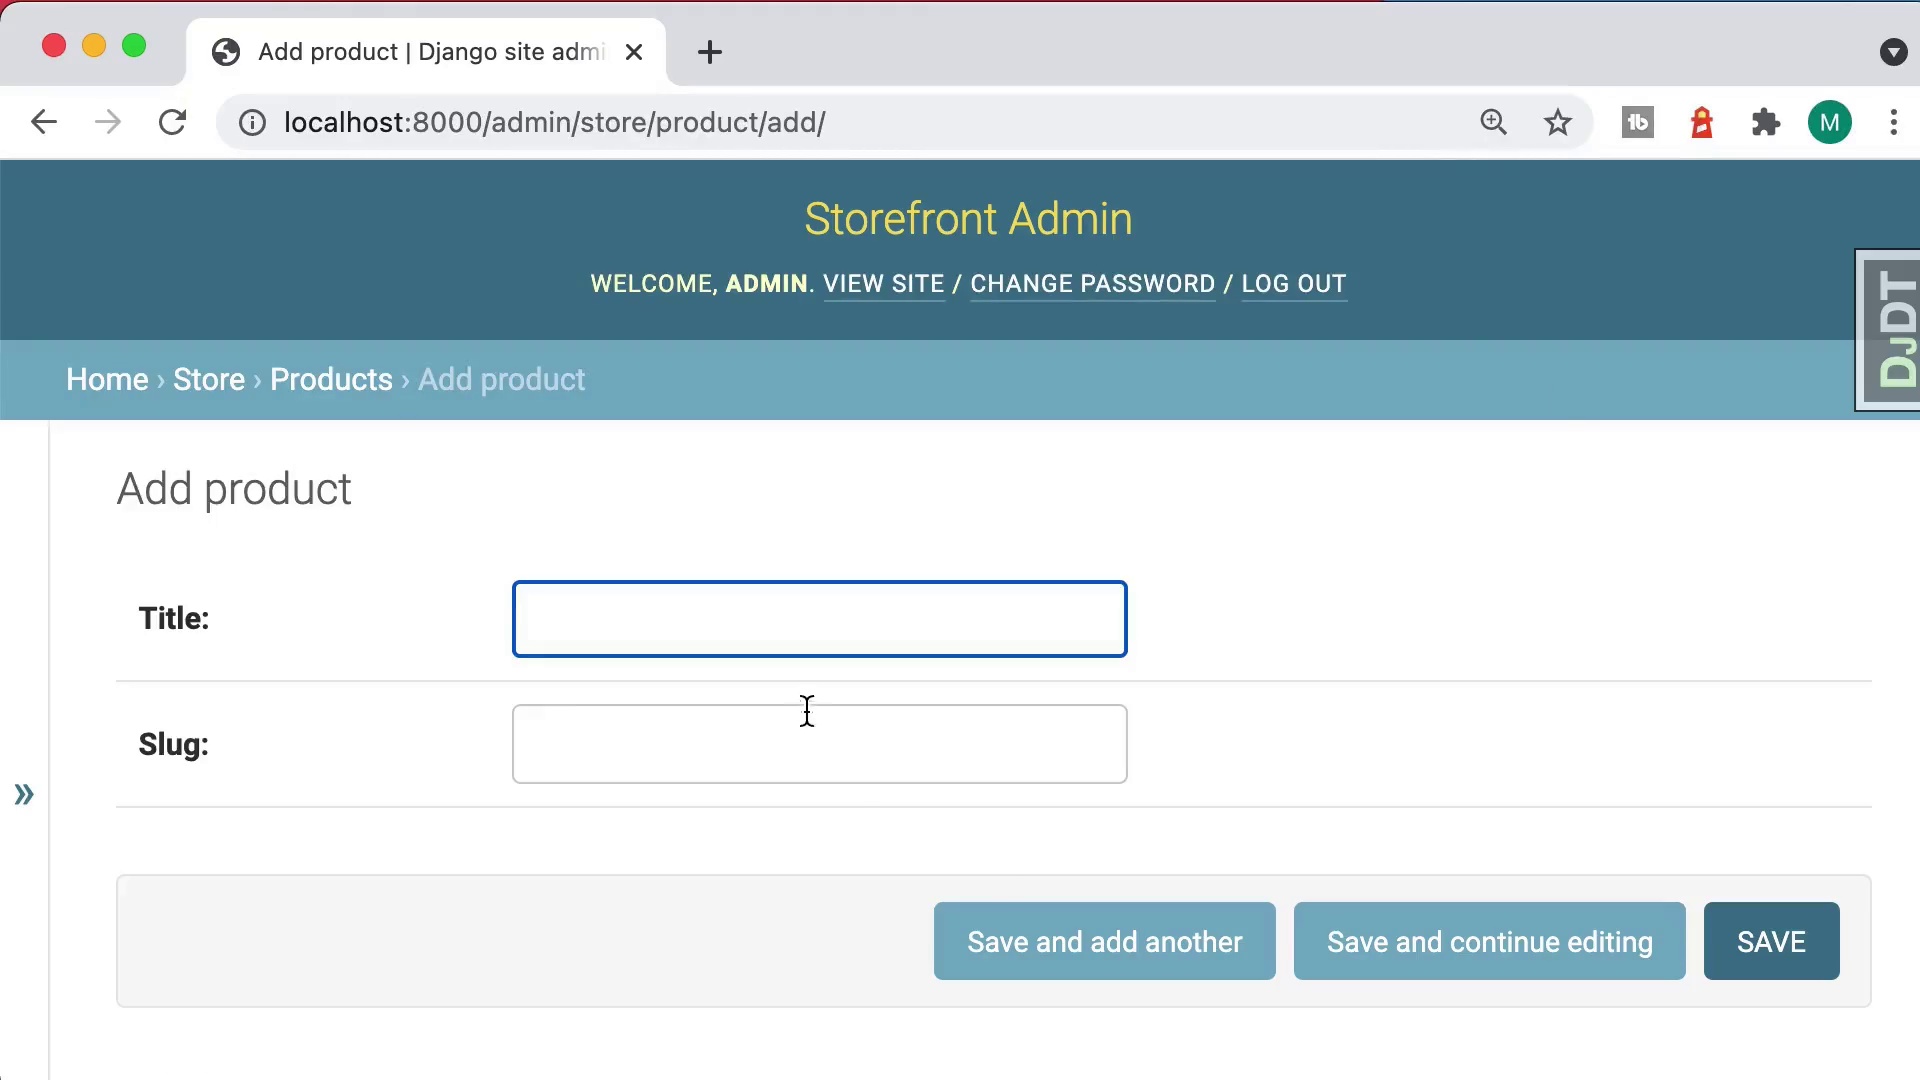 Add product | Django site admi
localhost:8000/admin/store/product/add/
M
Storefront Admin
WELCOME, ADMIN. VIEW SITE / CHANGE PASSWORD / LOG OUT
DJDT
Home › Store › Products › Add product
Add product
Title:
Slug:
»
Save and add another
Save and continue editing
SAVE